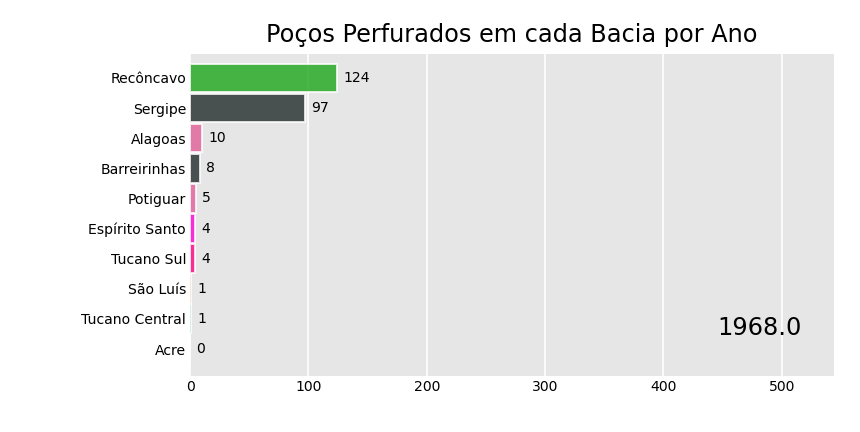 Poços Perfurados em cada Bacia por Ano
Recôncavo 124
Sergipe 97
Alagoas 10
Barreirinhas 8
Potiguar 5
Espírito Santo 4
Tucano Sul 4
São Luís 1
Tucano Central 1
1968.0
Acre 0
0 100 200 300 400 500